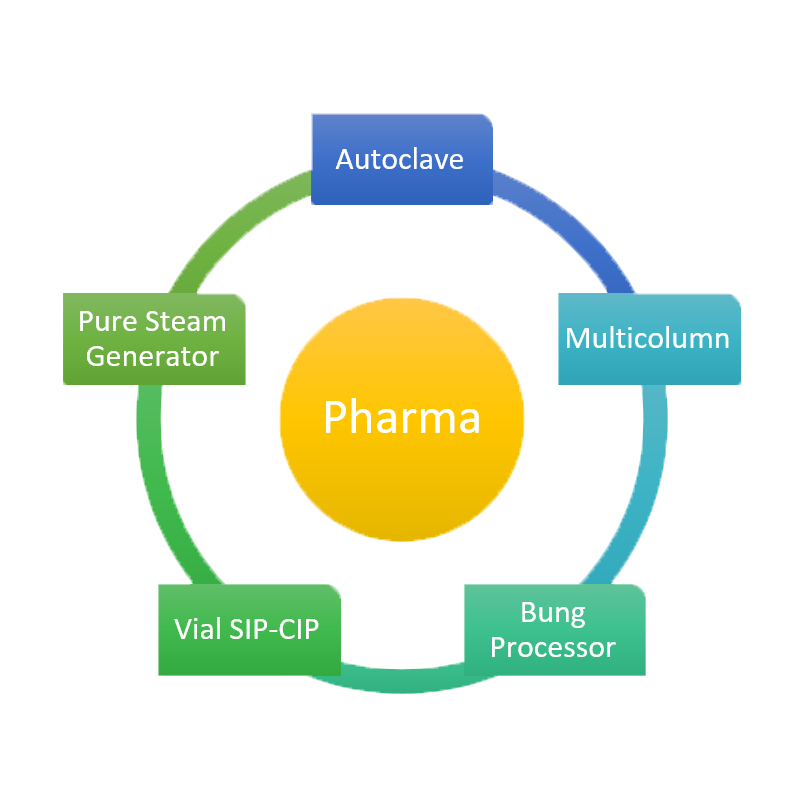 Autoclave
Pure Steam
Generator
Multicolumn
Pharma
Vial SIP-CIP
Bung
Processor